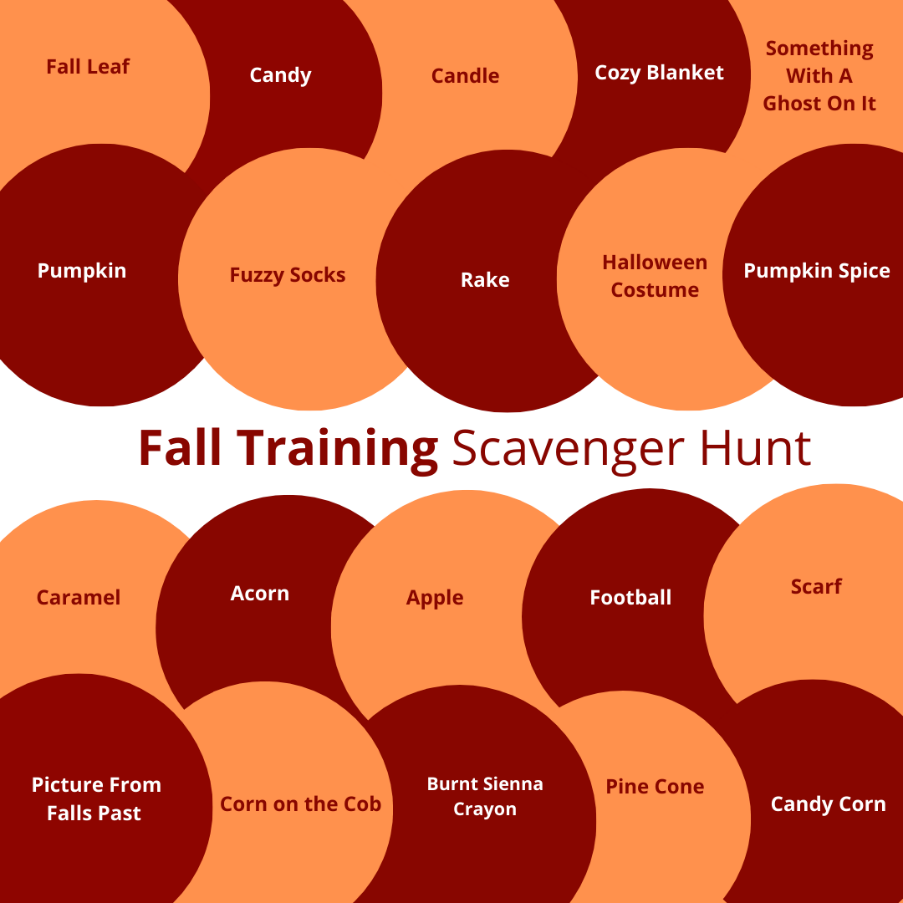 Fall Leaf
Candy
Candle
Cozy Blanket
Something
With A
Ghost On It
Pumpkin
Fuzzy Socks
Rake
Halloween
Costume
Pumpkin Spice
Fall Training Scavenger Hunt
Caramel
Acorn
Apple
Football
Scarf
Picture From
Falls Past
Corn on the Cob
Burnt Sienna
Crayon
Pine Cone
Candy Corn